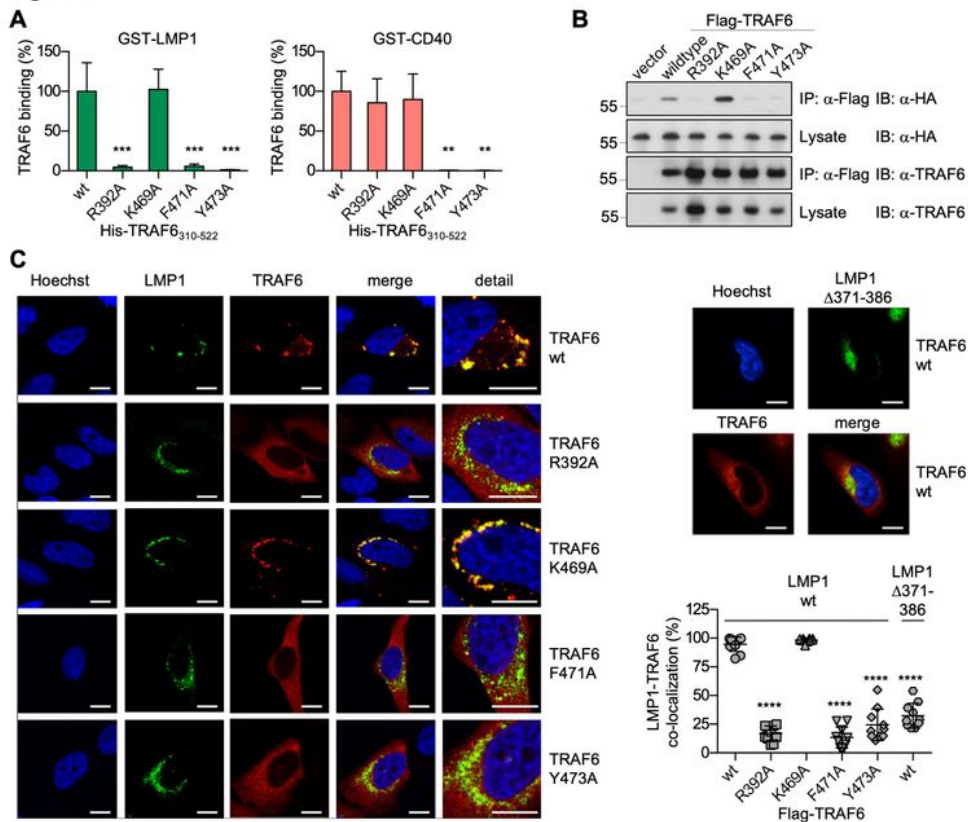 A
GST-LMP1
TRAF6 binding (%)
150
100
50
0
***
***
***
wt
R392A
K469A
F471A
Y473A
His-TRAF6310-522
GST-CD40
TRAF6 binding (%)
150
100
50
0
**
**
wt
R392A
K469A
F471A
Y473A
His-TRAF6310-522
B
Flag-TRAF6
vector
wildtype
R392A
K469A
F471A
Y473A
55
IP: α-Flag IB: α-HA
Lysate IB: α-HA
55
IP: α-Flag IB: α-TRAF6
55
Lysate IB: α-TRAF6
C
Hoechst LMP1 TRAF6 merge detail
TRAF6
wt
TRAF6
R392A
TRAF6
K469A
TRAF6
F471A
TRAF6
Y473A
Hoechst
LMP1
Δ371-386
TRAF6
wt
TRAF6
merge
TRAF6
wt
LMP1
wt
LMP1
Δ371-
386
LMP1-TRAF6
co-localization (%)
125
100
75
50
25
0
****
****
****
****
wt
R392A
K469A
F471A
Y473A
wt
Flag-TRAF6